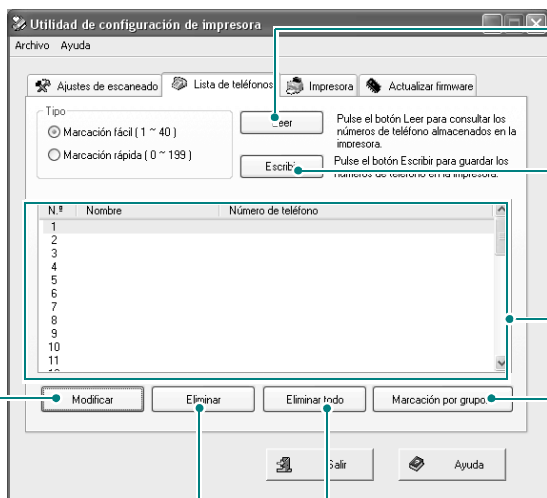 Utilidad de configuración de impresora
Archivo Ayuda
Ajustes de escaneado Lista de teléfonos Impresora Actualizar firmware
Tipo
Marcación fácil ( 1 ~ 40 )
Marcación rápida ( 0 ~ 199 )
Leer
Pulse el botón Leer para consultar los
números de teléfono almacenados en la
impresora.
Escribir
Pulse el botón Escribir para guardar los
números de teléfono en la impresora.
N.º Nombre Número de teléfono
1
2
3
4
5
6
7
8
9
10
11
Modificar Eliminar Eliminar todo Marcación por grupo.
Salir Ayuda